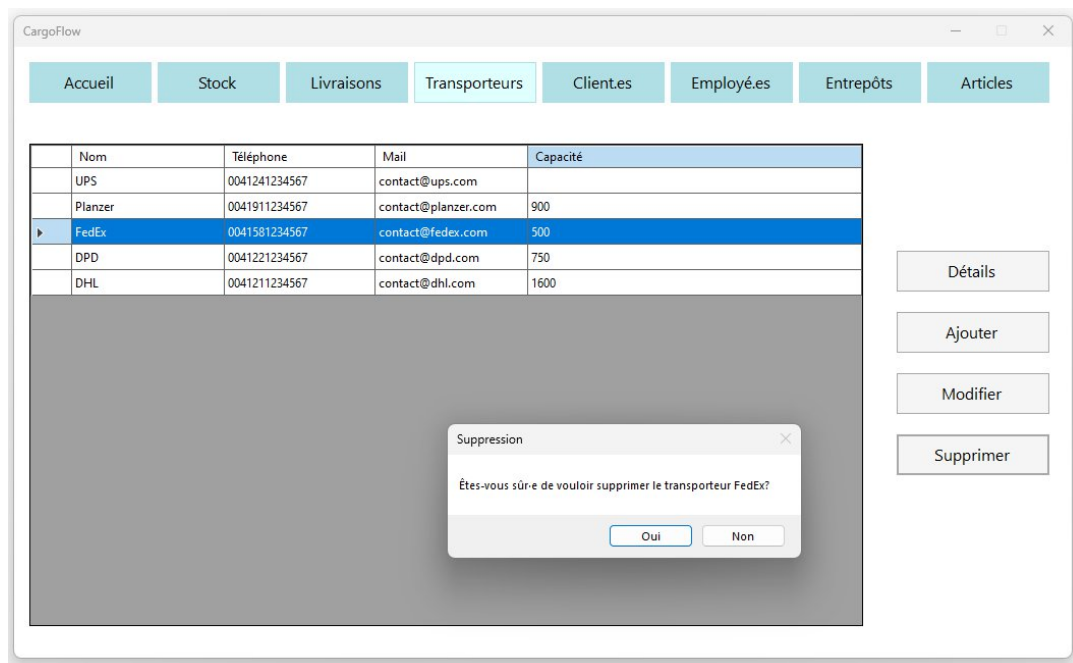 CargoFlow
Accueil Stock Livraisons Transporteurs Client.es Employé.es Entrepôts Articles
Nom Téléphone Mail Capacité
UPS 0041241234567 contact@ups.com
Planzer 0041911234567 contact@planzer.com 900
FedEx 0041581234567 contact@fedex.com 500
DPD 0041221234567 contact@dpd.com 750
DHL 0041211234567 contact@dhl.com 1600
Détails
Ajouter
Modifier
Supprimer
Suppression
Êtes-vous sûr·e de vouloir supprimer le transporteur FedEx?
Oui Non